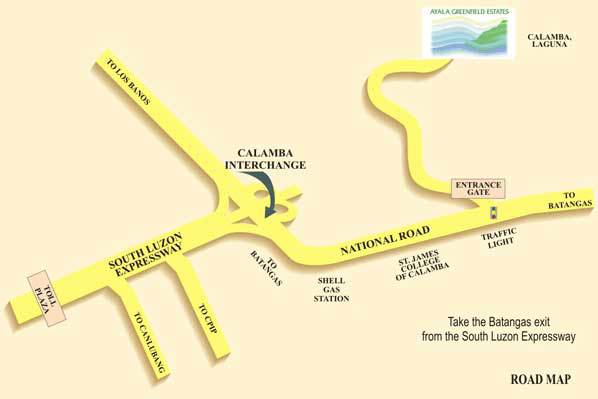 AYALA GREENFIELD ESTATES
CALAMBA,
LAGUNA
TO LOS BANOS
CALAMBA
INTERCHANGE
ENTRANCE
GATE
TO
BATANGAS
NATIONAL ROAD
TRAFFIC
LIGHT
SOUTH LUZON
EXPRESSWAY
TO
BATANGAS
ST. JAMES
COLLEGE
OF CALAMBA
SHELL
GAS
STATION
TOLL
PLAZA
TO CANLUBANG
TO CPIP
Take the Batangas exit
from the South Luzon Expressway
ROAD MAP